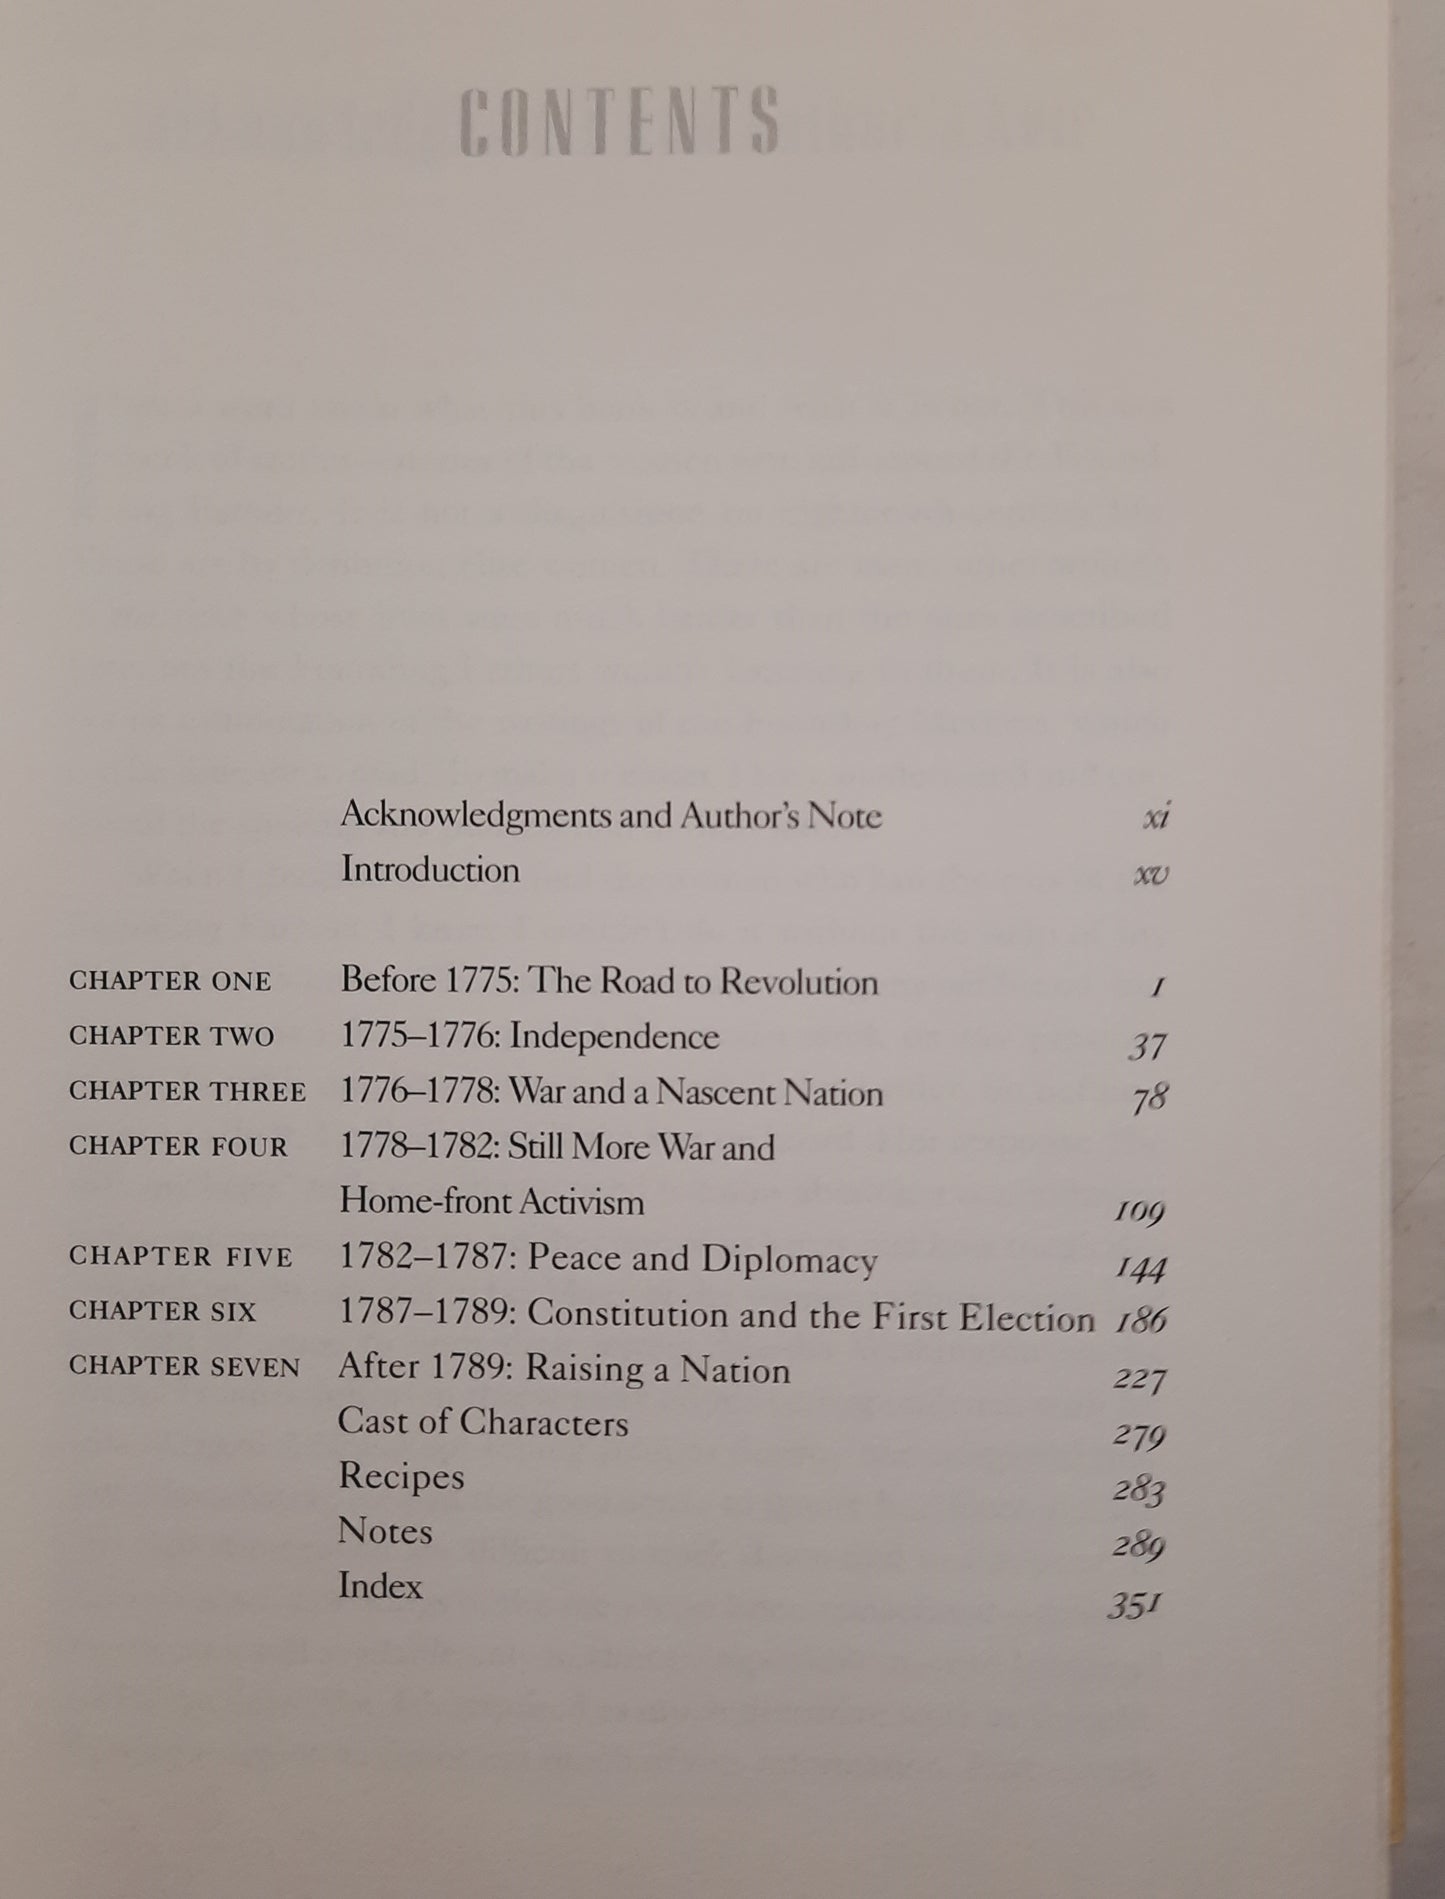 CONTENTS
Acknowledgments and Author's Note xi
Introduction xv
CHAPTER ONE Before 1775: The Road to Revolution 1
CHAPTER TWO 1775–1776: Independence 37
CHAPTER THREE 1776–1778: War and a Nascent Nation 78
CHAPTER FOUR 1778–1782: Still More War and
Home-front Activism 109
CHAPTER FIVE 1782–1787: Peace and Diplomacy 144
CHAPTER SIX 1787–1789: Constitution and the First Election 186
CHAPTER SEVEN After 1789: Raising a Nation 227
Cast of Characters 279
Recipes 283
Notes 289
Index 351